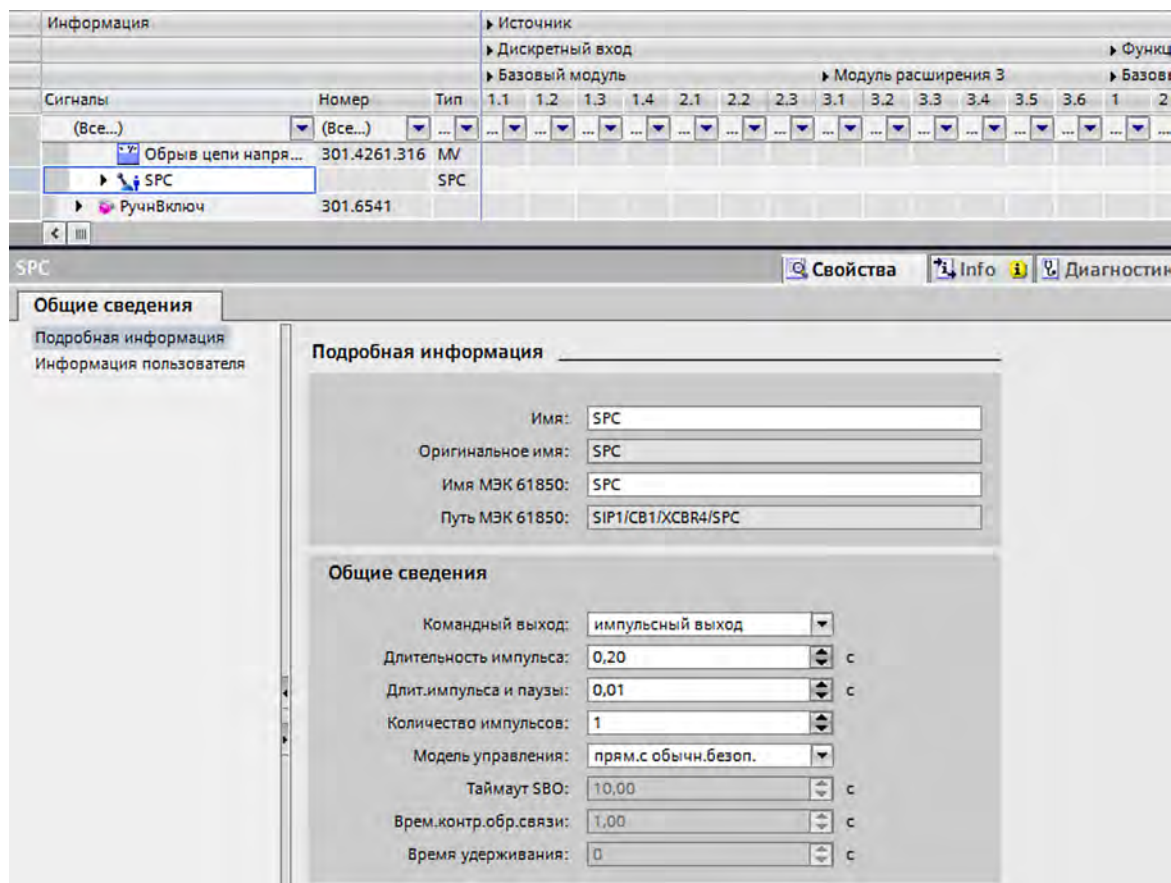 Информация Источник
Дискретный вход Функц
Базовый модуль Модуль расширения 3 Базов
Сигналы Номер Тип 1.1 1.2 1.3 1.4 2.1 2.2 2.3 3.1 3.2 3.3 3.4 3.5 3.6 1 2
(Все...) (Все...) ... ... ... ... ... ... ... ... ... ... ... ... ... ... ...
Обрыв цепи напря... 301.4261.316 MV
SPC SPC
РучнВключ 301.6541
SPC Свойства Info Диагностик
Общие сведения
Подробная информация
Информация пользователя
Подробная информация
Имя: SPC
Оригинальное имя: SPC
Имя МЭК 61850: SPC
Путь МЭК 61850: SIP1/CB1/XCBR4/SPC
Общие сведения
Командный выход: импульсный выход
Длительность импульса: 0,20 с
Длит.импульса и паузы: 0,01 с
Количество импульсов: 1
Модель управления: прям.с обычн.безоп.
Таймаут SBO: 10,00 с
Врем.контр.обр.связи: 1,00 с
Время удерживания: 0 с